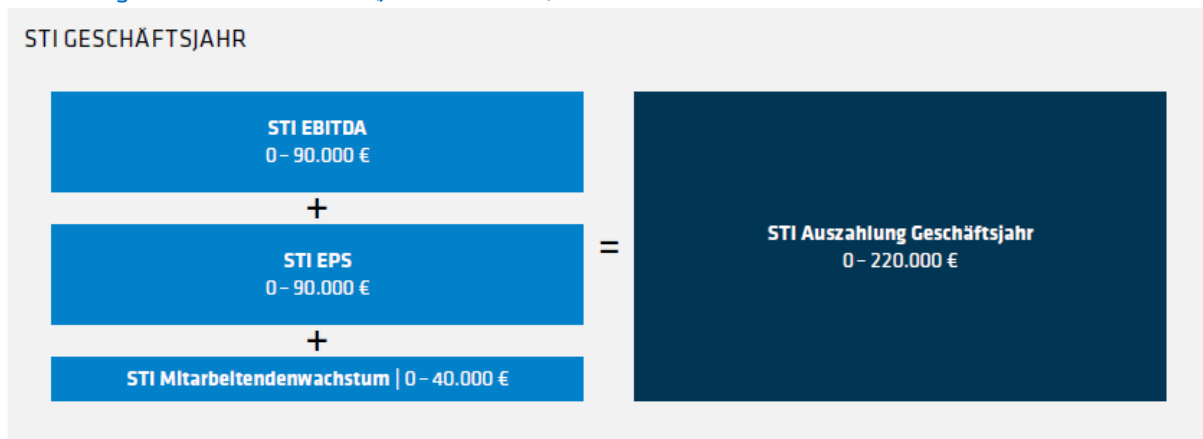 STI GESCHÄFTSJAHR
STI EBITDA
0 – 90.000 €
+
STI EPS
0 – 90.000 €
+
STI Mitarbeitendenwachstum | 0 – 40.000 €
=
STI Auszahlung Geschäftsjahr
0 – 220.000 €